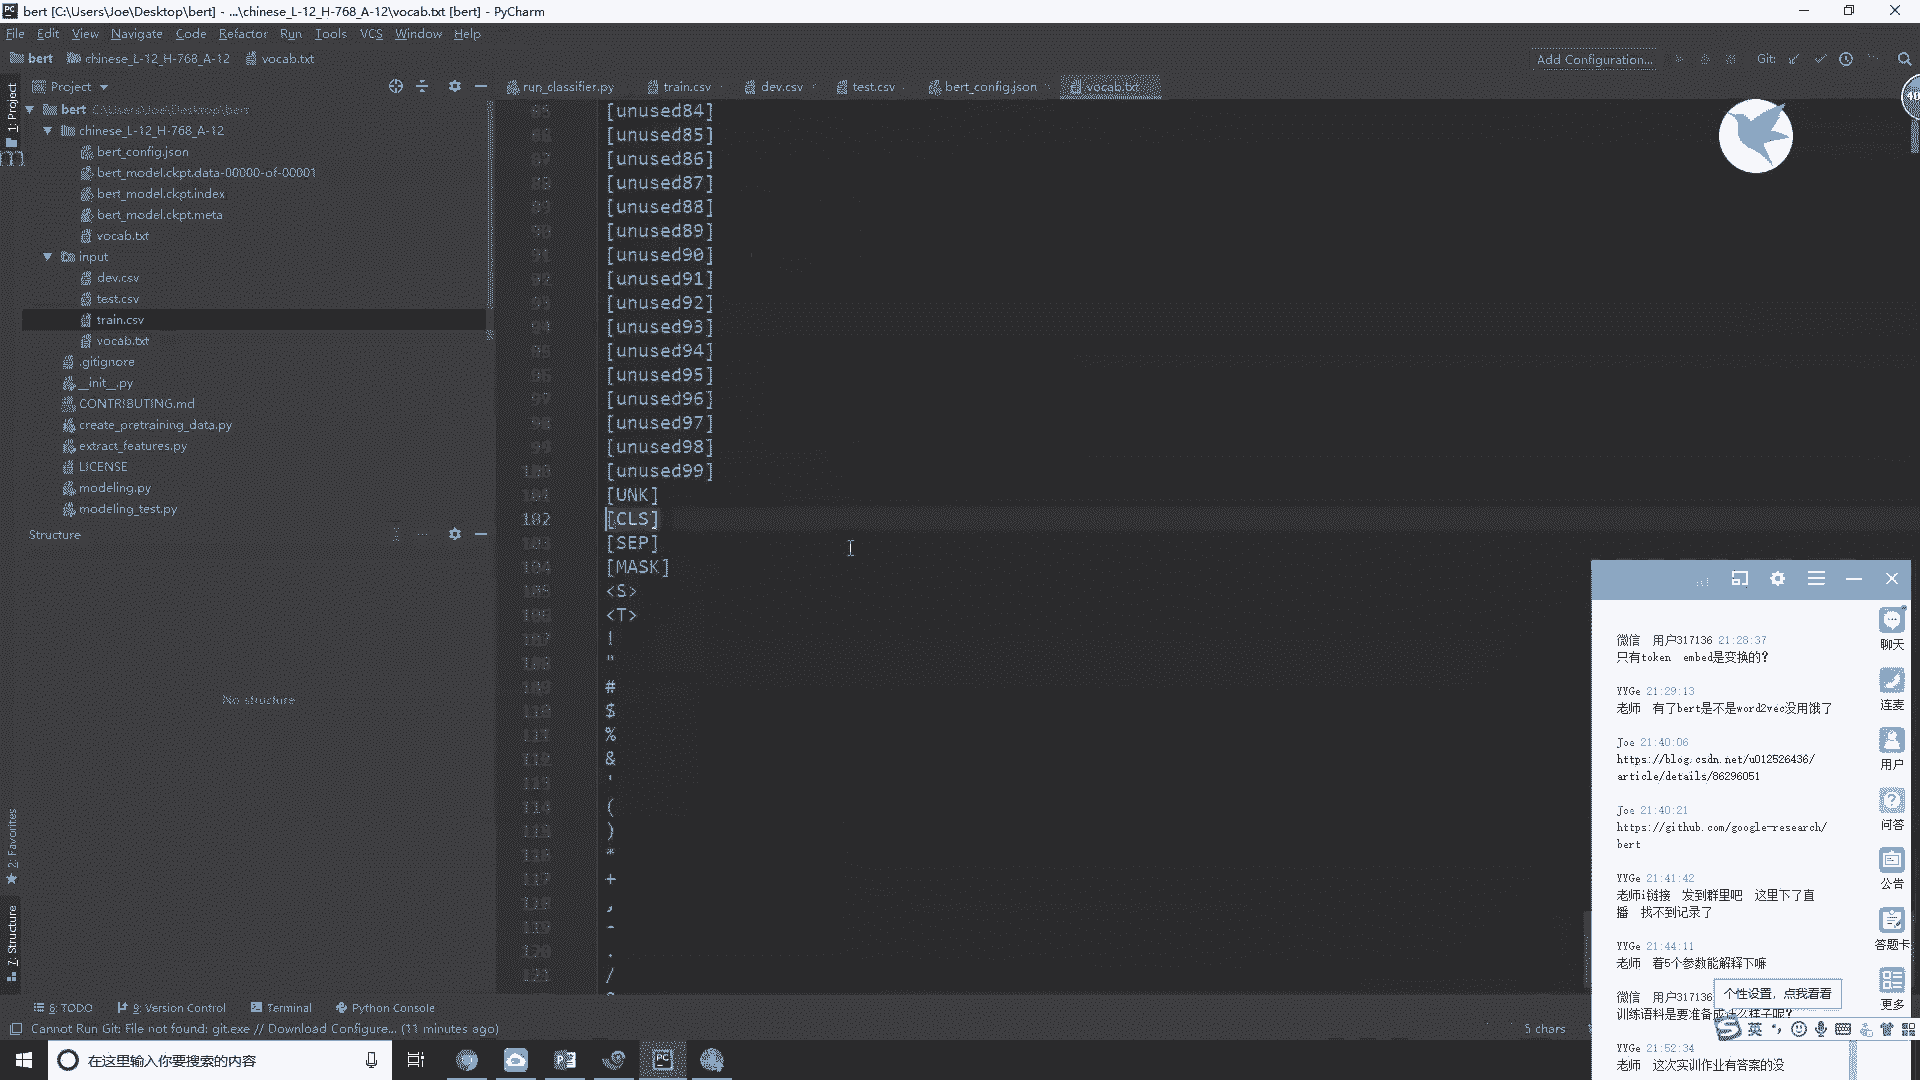 bert [C:\Users\Joe\Desktop\bert] - ...\chinese_L-12_H-768_A-12\vocab.txt [bert] - PyCharm
File Edit View Navigate Code Refactor Run Tools VCS Window Help
bert chinese_L-12_H-768_A-12 vocab.txt
Add Configuration...
Git:
Project
run_classifier.py train.csv dev.csv test.csv bert_config.json vocab.txt
1: Project
bert C:\Users\Joe\Desktop\bert
chinese_L-12_H-768_A-12
bert_config.json
bert_model.ckpt.data-00000-of-00001
bert_model.ckpt.index
bert_model.ckpt.meta
vocab.txt
input
dev.csv
test.csv
train.csv
vocab.txt
.gitignore
__init__.py
CONTRIBUTING.md
create_pretraining_data.py
extract_features.py
LICENSE
modeling.py
modeling_test.py
Structure
No structure
2: Favorites
7: Structure
85 [unused84]
86 [unused85]
87 [unused86]
88 [unused87]
89 [unused88]
90 [unused89]
91 [unused90]
92 [unused91]
93 [unused92]
94 [unused93]
95 [unused94]
96 [unused95]
97 [unused96]
98 [unused97]
99 [unused98]
100 [unused99]
101 [UNK]
102 [CLS]
103 [SEP]
104 [MASK]
105 <S>
106 <T>
107 !
108 "
109 #
110 $
111 %
112 &
113 '
114 (
115 )
116 *
117 +
118 ,
119 -
120 .
121 /
40
微信 用户317136 21:28:37
只有token embed是变换的?
YYGe 21:29:13
老师 有了bert是不是word2vec没用饿了
Joe 21:40:06
https://blog.csdn.net/u012526436/
article/details/86296051
Joe 21:40:21
https://github.com/google-research/
bert
YYGe 21:41:42
老师i链接 发到群里吧 这里下了直
播 找不到记录了
YYGe 21:44:11
老师 着5个参数能解释下嘛
微信 用户317136
训练语料是要准备成什么样子呢?
YYGe 21:52:34
老师 这次实训作业有答案的没
聊天
连麦
用户
问答
公告
答题卡
更多
个性设置，点我看看
英
6: TODO 9: Version Control Terminal Python Console
Cannot Run Git: File not found: git.exe // Download Configure... (11 minutes ago)
5 chars
在这里输入你要搜索的内容